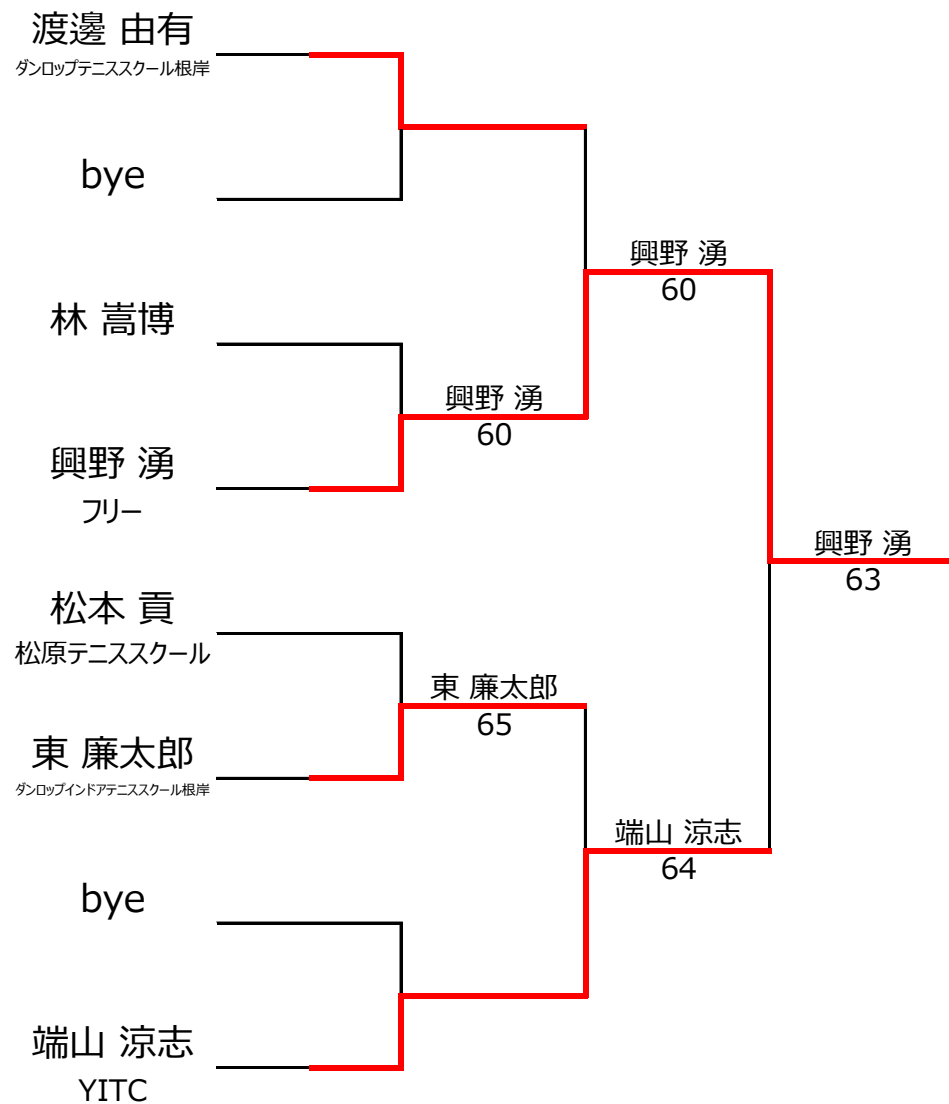 渡邊 由有
ダンロップテニススクール根岸
bye
林 嵩博
興野 湧
フリー
松本 貢
松原テニススクール
東 廉太郎
ダンロップインドアテニススクール根岸
bye
端山 涼志
YITC
興野 湧
60
東 廉太郎
65
興野 湧
60
端山 涼志
64
興野 湧
63